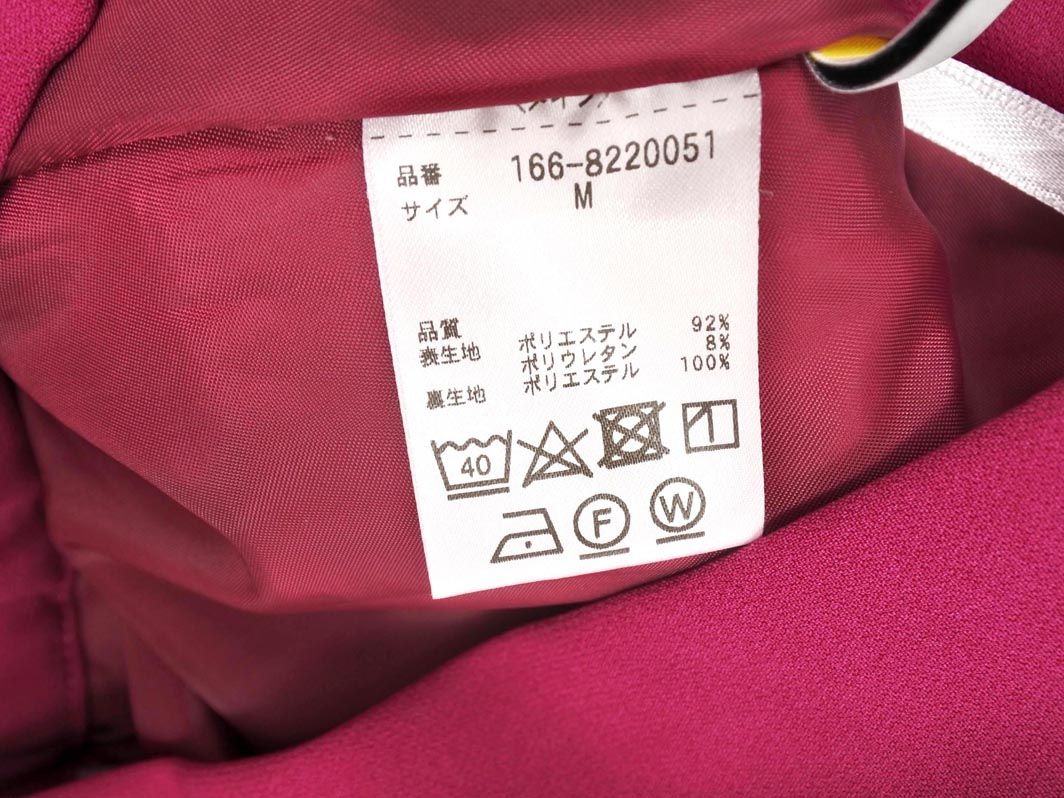 品番 166-8220051
サイズ M
品質
表生地 ポリエステル 92%
ポリウレタン 8%
裏生地 ポリエステル 100%
40
F W